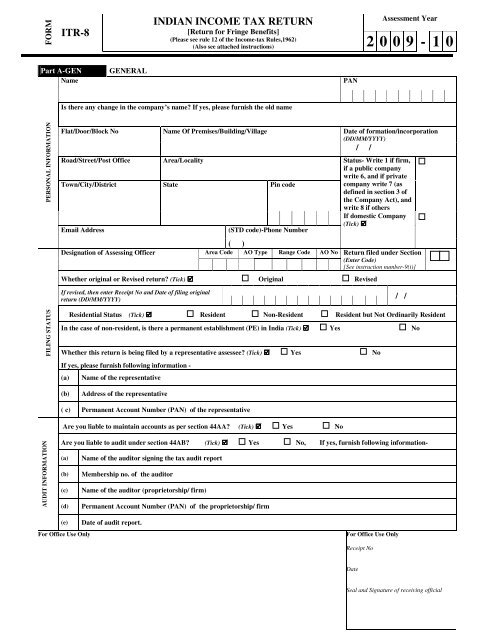 FORM
ITR-8
INDIAN INCOME TAX RETURN
[Return for Fringe Benefits]
(Please see rule 12 of the Income-tax Rules,1962)
(Also see attached instructions)
Assessment Year
2 0 0 9 - 1 0
Part A-GEN GENERAL
PERSONAL INFORMATION
Name PAN
Is there any change in the company's name? If yes, please furnish the old name
Flat/Door/Block No Name Of Premises/Building/Village Date of formation/incorporation
(DD/MM/YYYY)
/ /
Road/Street/Post Office Area/Locality Status- Write 1 if firm,
if a public company
write 6, and if private
Town/City/District State Pin code company write 7 (as
defined in section 3 of
the Company Act), and
write 8 if others
If domestic Company
(Tick) ☑
Email Address (STD code)-Phone Number
( )
FILING STATUS
Designation of Assessing Officer Area Code AO Type Range Code AO No Return filed under Section
(Enter Code)
[See instruction number-9(i)]
Whether original or Revised return? (Tick) ☑ ☐ Original ☐ Revised
If revised, then enter Receipt No and Date of filing original
return (DD/MM/YYYY) / /
Residential Status (Tick) ☑ ☐ Resident ☐ Non-Resident ☐ Resident but Not Ordinarily Resident
In the case of non-resident, is there a permanent establishment (PE) in India (Tick) ☑ ☐ Yes ☐ No
Whether this return is being filed by a representative assessee? (Tick) ☑ ☐ Yes ☐ No
If yes, please furnish following information -
(a) Name of the representative
(b) Address of the representative
( c) Permanent Account Number (PAN) of the representative
AUDIT INFORMATION
Are you liable to maintain accounts as per section 44AA? (Tick) ☑ ☐ Yes ☐ No
Are you liable to audit under section 44AB? (Tick) ☑ ☐ Yes ☐ No, If yes, furnish following information-
(a) Name of the auditor signing the tax audit report
(b) Membership no. of the auditor
(c) Name of the auditor (proprietorship/ firm)
(d) Permanent Account Number (PAN) of the proprietorship/ firm
(e) Date of audit report.
For Office Use Only For Office Use Only
Receipt No
Date
Seal and Signature of receiving official